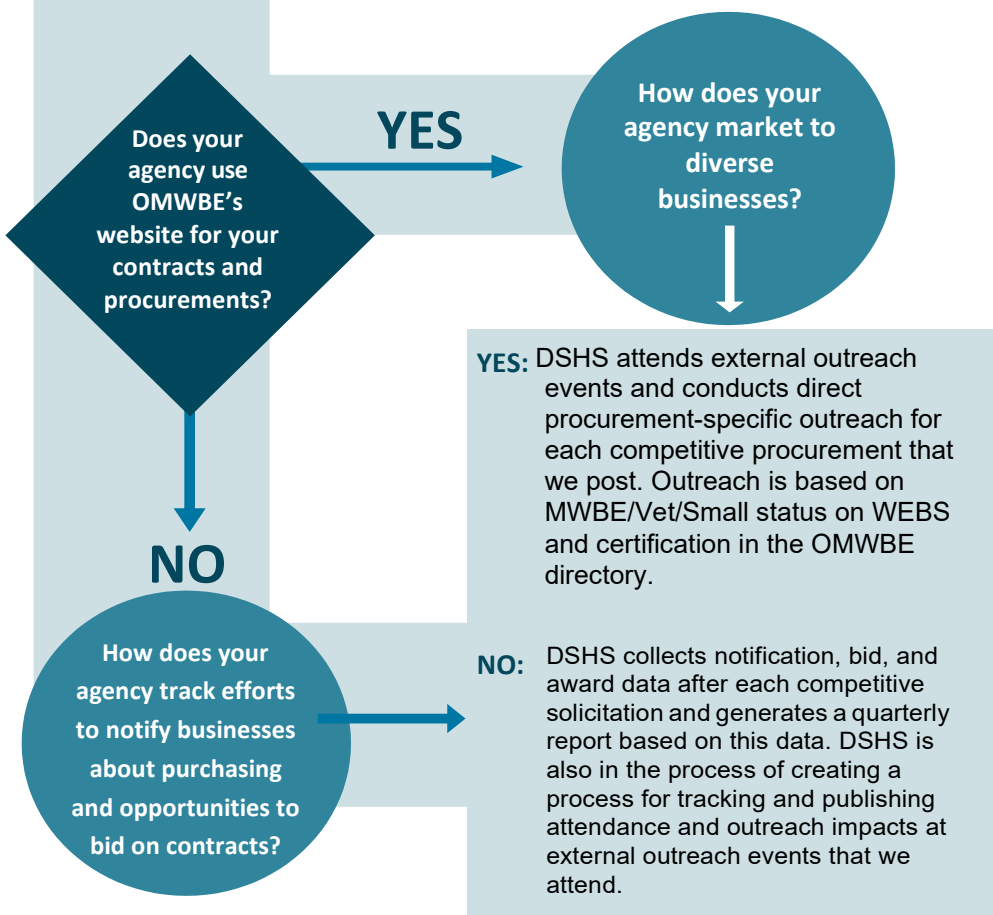 Does your
agency use
OMWBE’s
website for your
contracts and
procurements?
YES
How does your
agency market to
diverse
businesses?
YES: DSHS attends external outreach
events and conducts direct
procurement-specific outreach for
each competitive procurement that
we post. Outreach is based on
MWBE/Vet/Small status on WEBS
and certification in the OMWBE
directory.
NO
How does your
agency track efforts
to notify businesses
about purchasing
and opportunities to
bid on contracts?
NO: DSHS collects notification, bid, and
award data after each competitive
solicitation and generates a quarterly
report based on this data. DSHS is
also in the process of creating a
process for tracking and publishing
attendance and outreach impacts at
external outreach events that we
attend.